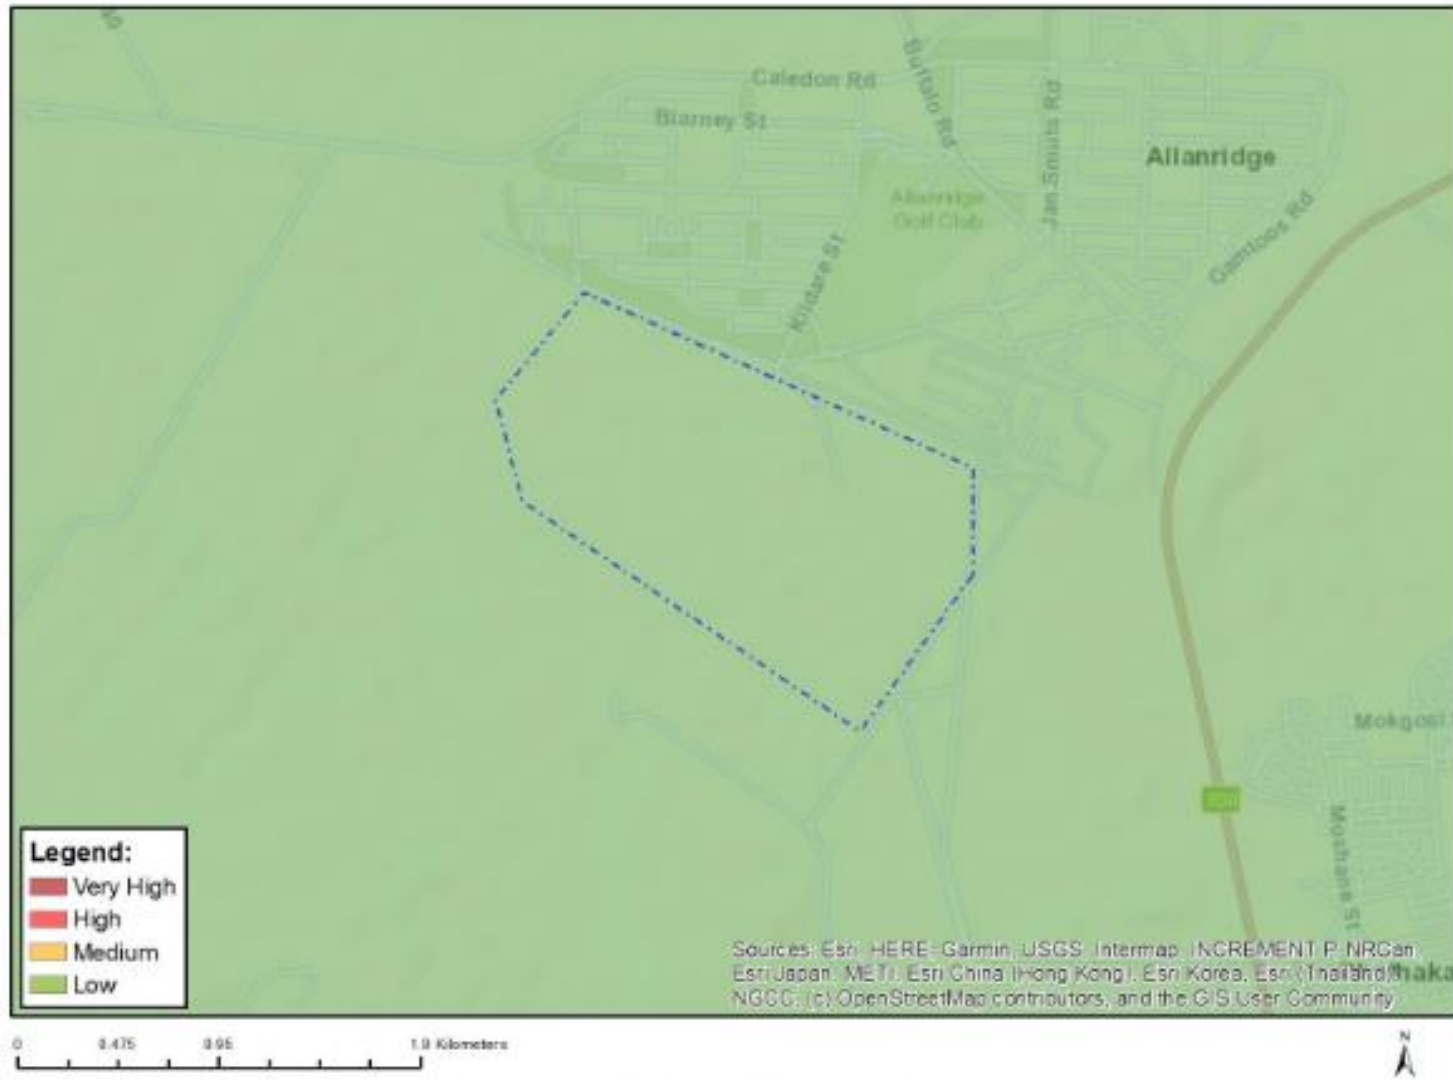 Caledon Rd
Buffalo Rd
Blarney St
Jan Smuts Rd
Allanridge
Allanridge
Golf Club
Gamtoos Rd
Kildare St
Mokgosi
Moshane St
Legend:
Very High
High
Medium
Low
Sources: Esri, HERE, Garmin, USGS, Intermap, INCREMENT P, NRCan,
Esri Japan, METI, Esri China (Hong Kong), Esri Korea, Esri (Thailand),
NGCC, (c) OpenStreetMap contributors, and the GIS User Community
0 0.475 0.95 1.9 Kilometers
N